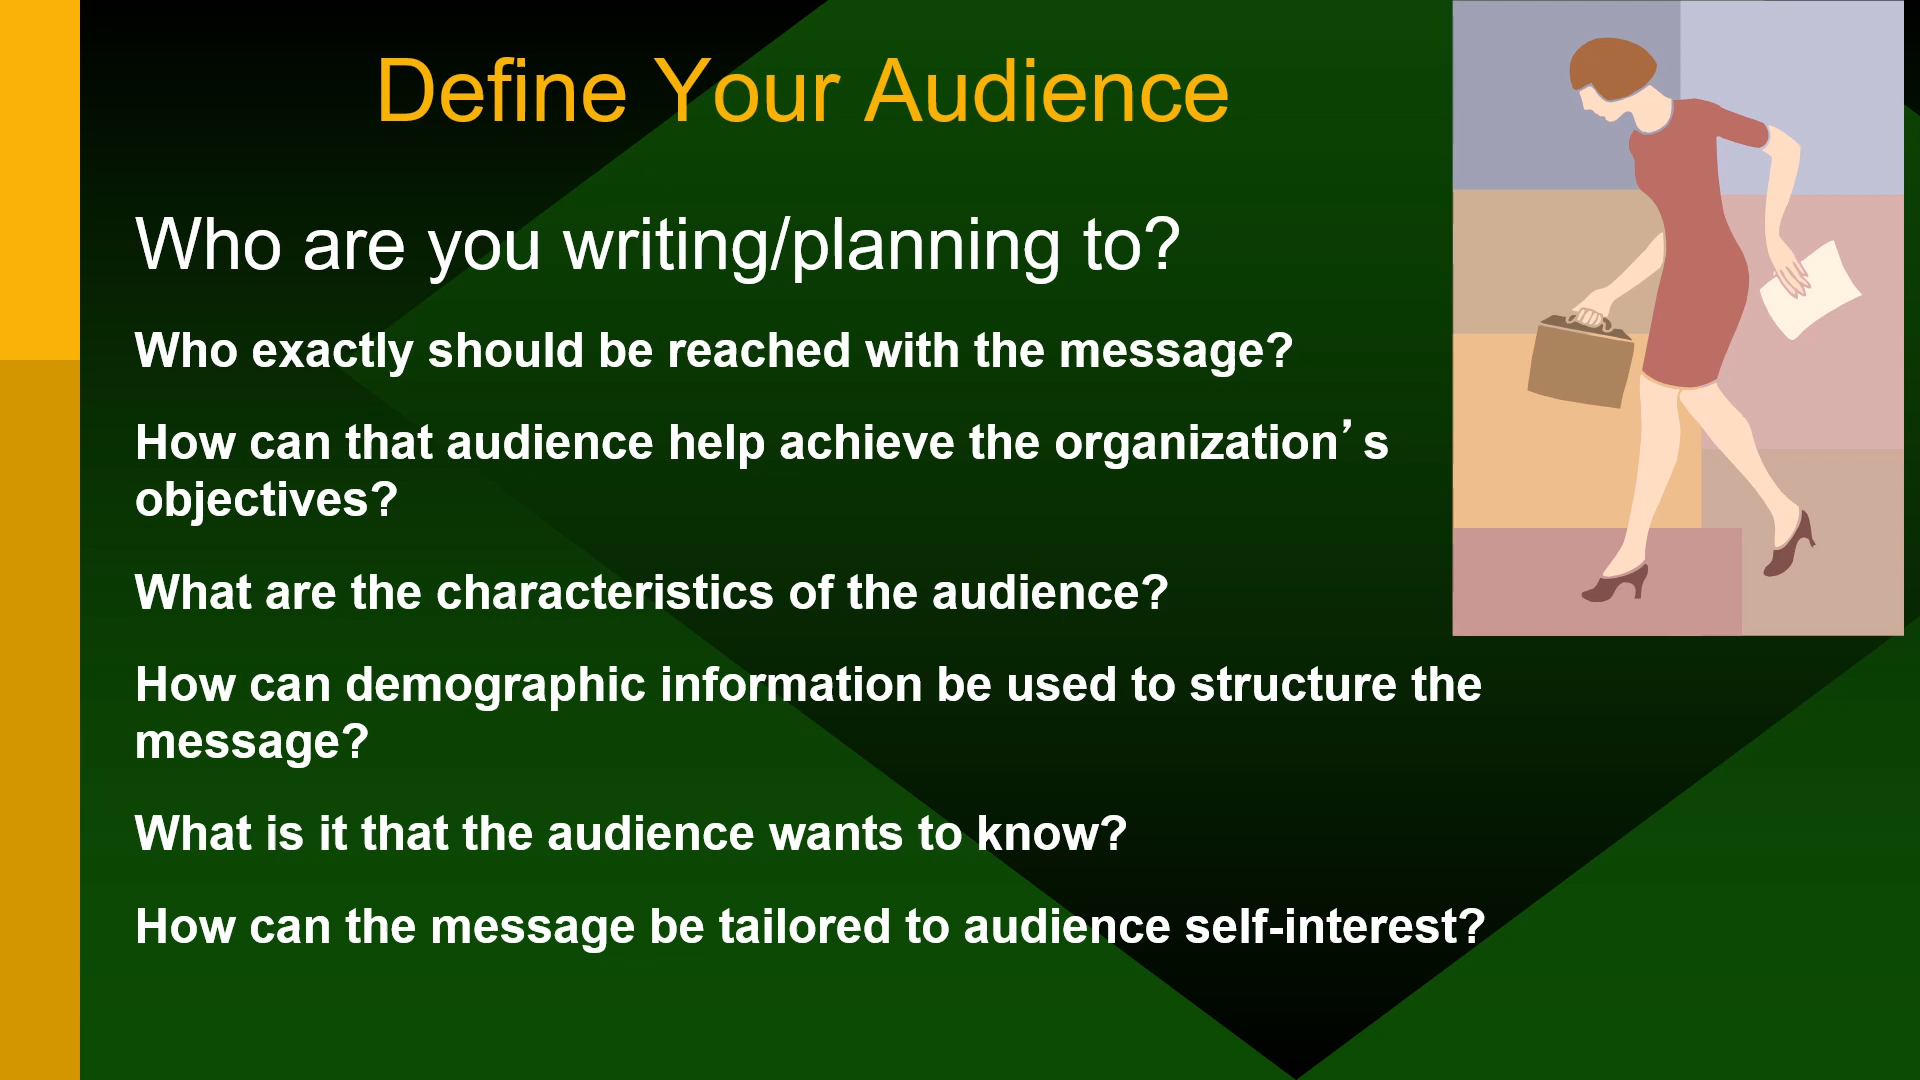 Define Your Audience
Who are you writing/planning to?
Who exactly should be reached with the message?
How can that audience help achieve the organization’s
objectives?
What are the characteristics of the audience?
How can demographic information be used to structure the
message?
What is it that the audience wants to know?
How can the message be tailored to audience self-interest?